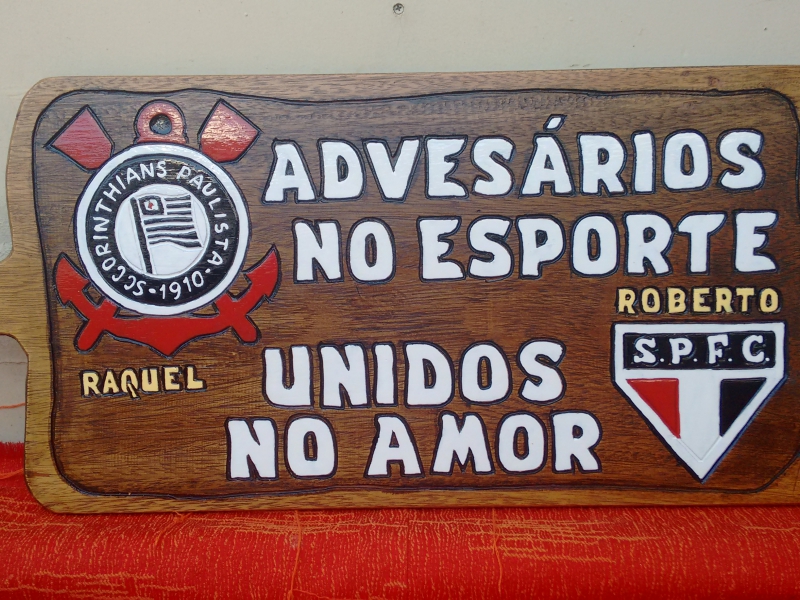 ADVESÁRIOS
NO ESPORTE
UNIDOS
NO AMOR
SCCORINTHIANS PAULISTA
•1910•
RAQUEL
ROBERTO
S.P.F.C.